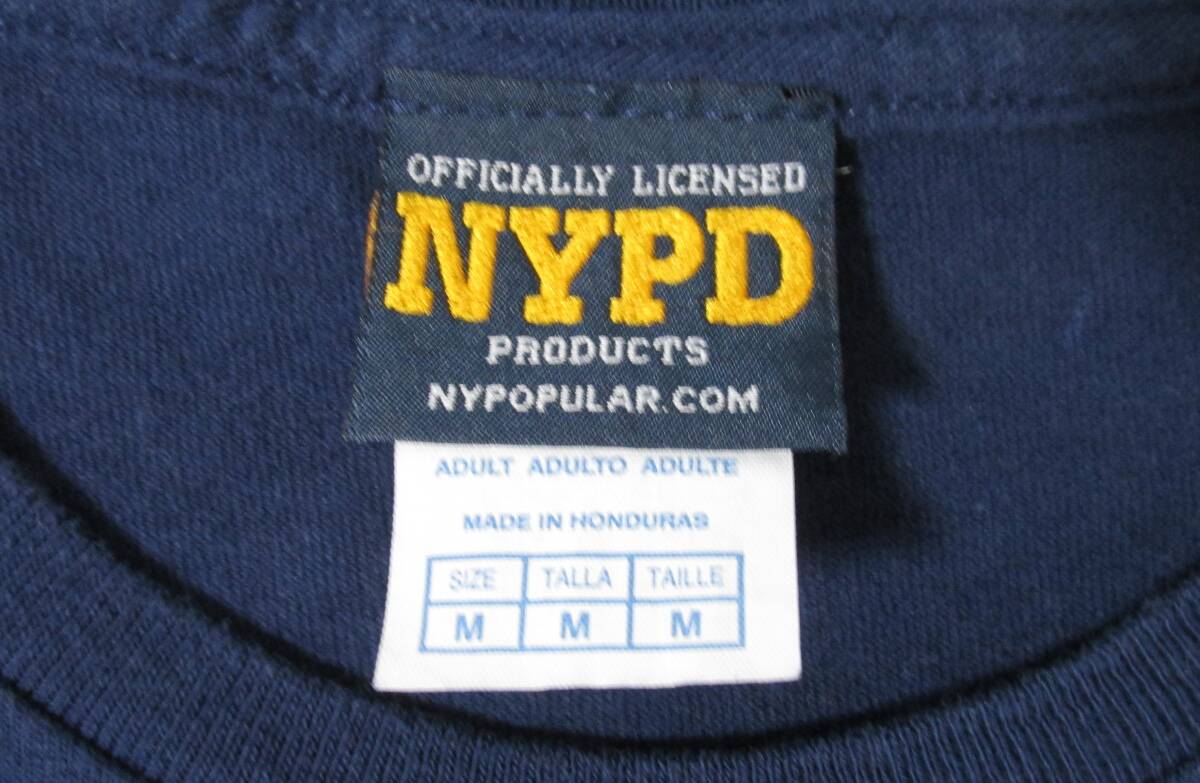 OFFICIALLY LICENSED
NYPD
PRODUCTS
NYPOPULAR.COM
ADULT ADULTO ADULTE
MADE IN HONDURAS
SIZE TALLA TAILLE
M M M